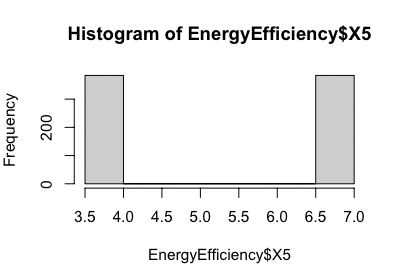 Histogram of EnergyEfficiency$X5
Frequency
200
0
3.5 4.0 4.5 5.0 5.5 6.0 6.5 7.0
EnergyEfficiency$X5